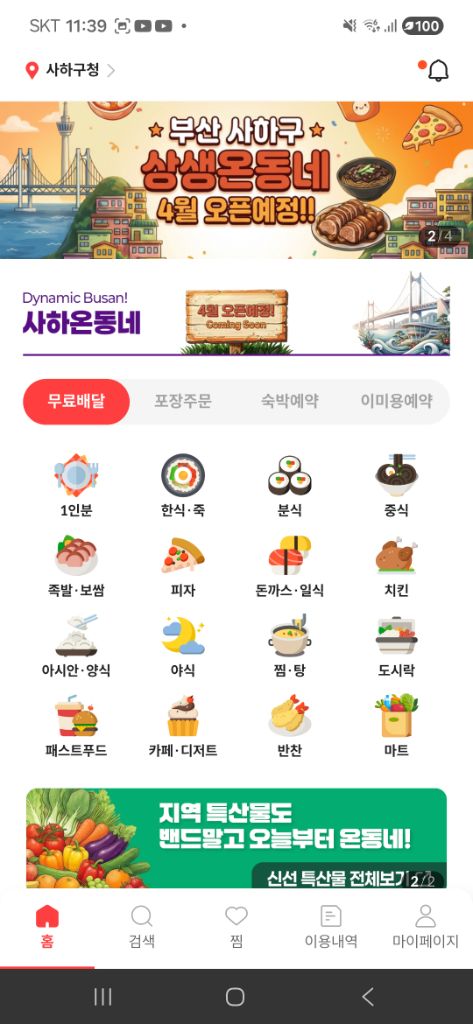 SKT 11:39
100
사하구청
부산 사하구
상생온동네
4월 오픈예정!!
2/4
Dynamic Busan!
사하온동네
4월 오픈예정!
Coming Soon
무료배달 포장주문 숙박예약 이미용예약
1인분 한식·죽 분식 중식
족발·보쌈 피자 돈까스·일식 치킨
아시안·양식 야식 찜·탕 도시락
패스트푸드 카페·디저트 반찬 마트
지역 특산물도
밴드말고 오늘부터 온동네!
신선 특산물 전체보기
2/2
홈 검색 찜 이용내역 마이페이지